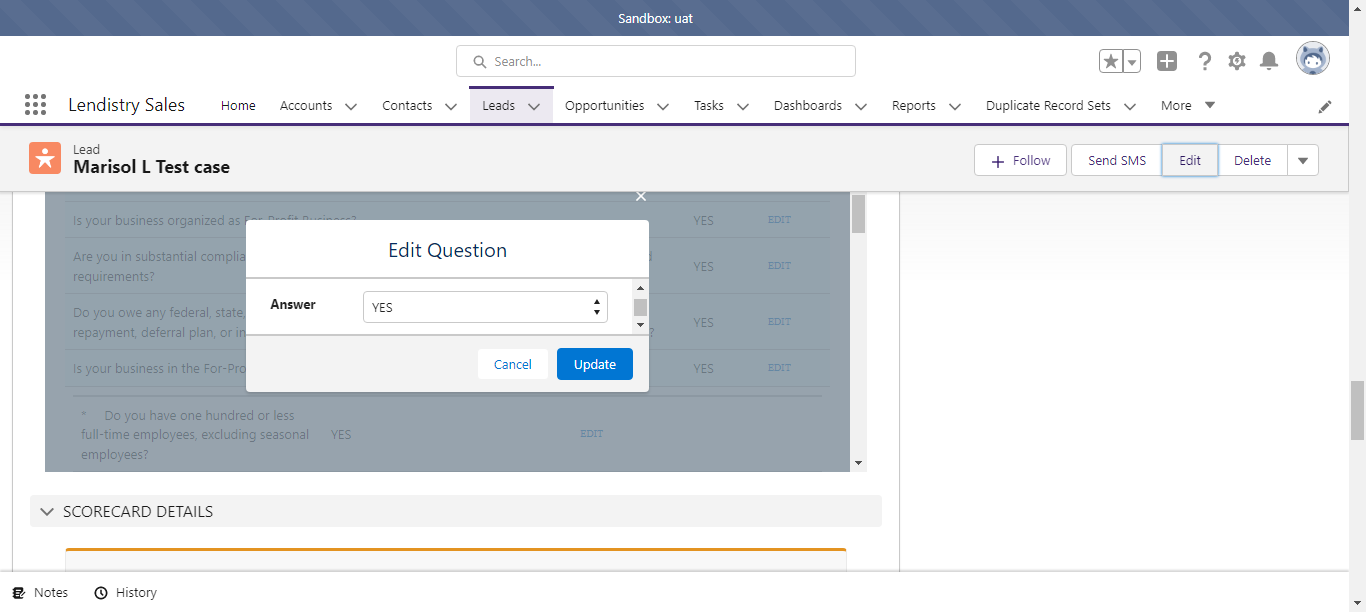 Sandbox: uat
Search...
Lendistry Sales
Home
Accounts
Contacts
Leads
Opportunities
Tasks
Dashboards
Reports
Duplicate Record Sets
More
Lead
Marisol L Test case
Follow
Send SMS
Edit
Delete
Is your business organized as For-Profit Business?
YES
EDIT
Are you in substantial complia
requirements?
YES
EDIT
Do you owe any federal, state,
repayment, deferral plan, or in
?
YES
EDIT
Is your business in the For-Pro
YES
EDIT
Edit Question
Answer
YES
Cancel
Update
* Do you have one hundred or less
full-time employees, excluding seasonal
employees?
YES
EDIT
SCORECARD DETAILS
Notes
History